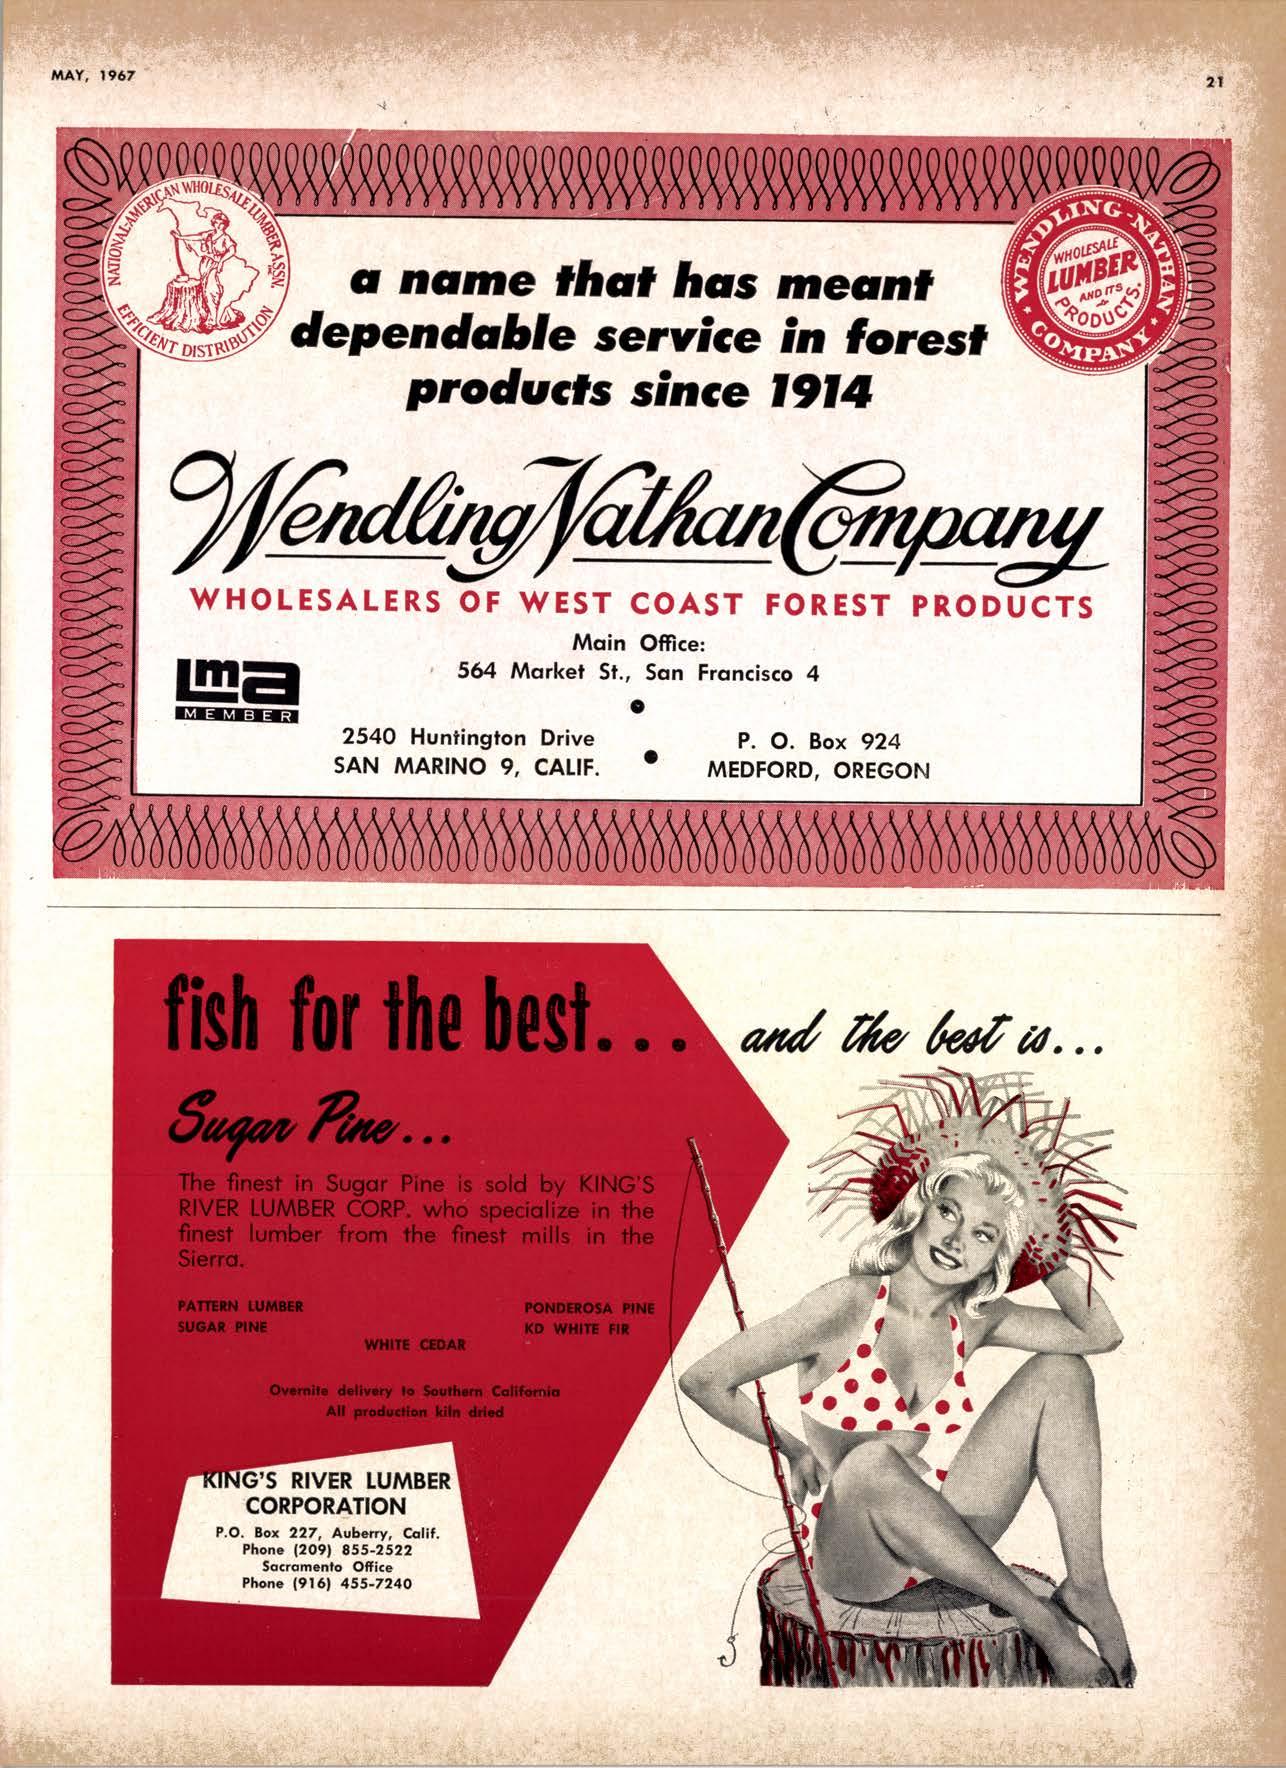 MAY, 1967
21
NATIONAL-AMERICAN WHOLESALE LUMBER ASSN. INC.
EFFICIENT DISTRIBUTION
WENDLING-NATHAN
COMPANY
WHOLESALE
LUMBER
AND ITS
PRODUCTS.
a name that has meant
dependable service in forest
products since 1914
Wendling Nathan Company
WHOLESALERS OF WEST COAST FOREST PRODUCTS
Main Office:
564 Market St., San Francisco 4
Lma
MEMBER
2540 Huntington Drive
SAN MARINO 9, CALIF.
P. O. Box 924
MEDFORD, OREGON
fish for the best...
and the best is...
Sugar Pine...
The finest in Sugar Pine is sold by KING'S
RIVER LUMBER CORP. who specialize in the
finest lumber from the finest mills in the
Sierra.
PATTERN LUMBER
SUGAR PINE
PONDEROSA PINE
KD WHITE FIR
WHITE CEDAR
Overnite delivery to Southern California
All production kiln dried
KING'S RIVER LUMBER
CORPORATION
P.O. Box 227, Auberry, Calif.
Phone (209) 855-2522
Sacramento Office
Phone (916) 455-7240